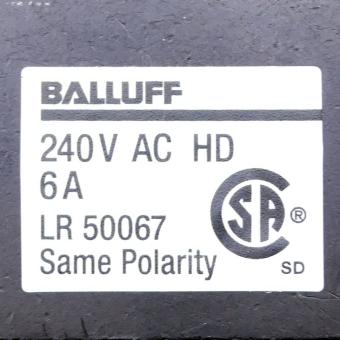 BALLUFF
240V AC HD
6A
LR 50067
Same Polarity
SA ®
SD